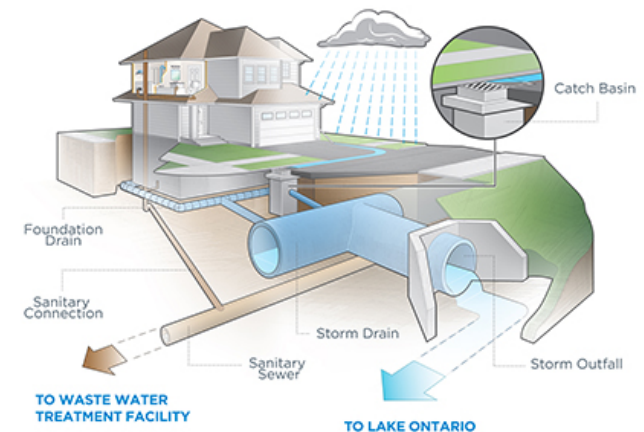 Catch Basin
Foundation
Drain
Sanitary
Connection
Storm Drain
Sanitary
Sewer
Storm Outfall
TO WASTE WATER
TREATMENT FACILITY
TO LAKE ONTARIO